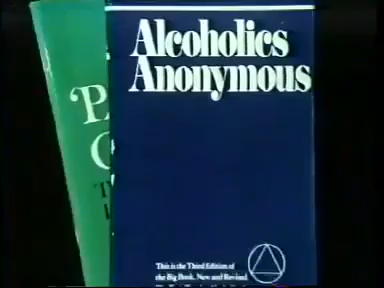 Alcoholics
Anonymous
This is the Third Edition of
the Big Book, New and Revised.